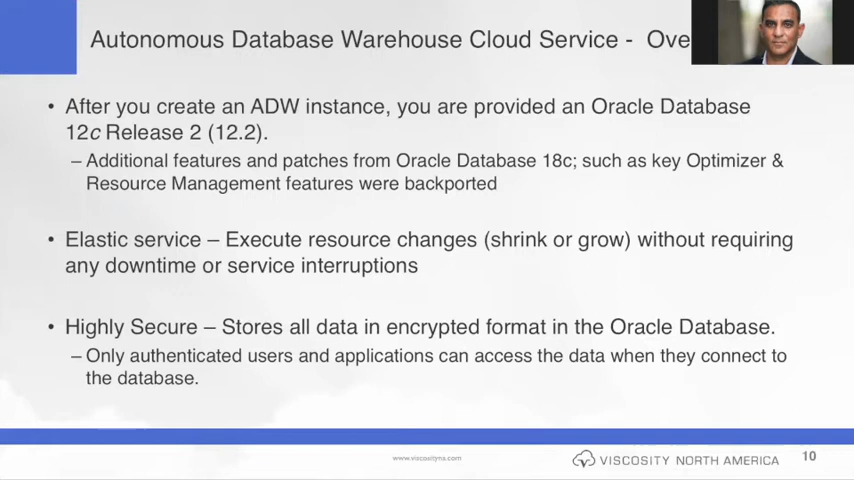 Autonomous Database Warehouse Cloud Service - Ove
• After you create an ADW instance, you are provided an Oracle Database
12c Release 2 (12.2).
– Additional features and patches from Oracle Database 18c; such as key Optimizer &
Resource Management features were backported
• Elastic service – Execute resource changes (shrink or grow) without requiring
any downtime or service interruptions
• Highly Secure – Stores all data in encrypted format in the Oracle Database.
– Only authenticated users and applications can access the data when they connect to
the database.
www.viscosityna.com
VISCOSITY NORTH AMERICA
10